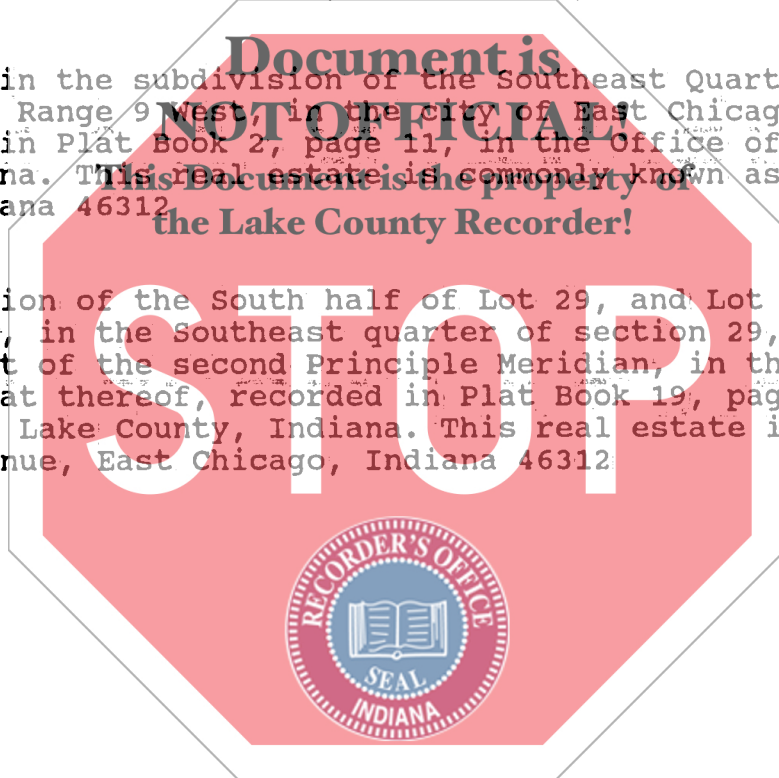 Document is
in the subdivision of the Southeast Quart
Range 9 West, in the city of East Chicag
NOT OFFICIAL!
in Plat Book 2, page 11, in the Office of
na. This real estate is commonly known as
This Document is the property of
ana 46312
the Lake County Recorder!
ion of the South half of Lot 29, and Lot
, in the Southeast quarter of section 29,
t of the second Principle Meridian, in th
at thereof, recorded in Plat Book 19, pag
Lake County, Indiana. This real estate i
nue, East Chicago, Indiana 46312
STOP
RECORDER'S OFFICE
SEAL
INDIANA